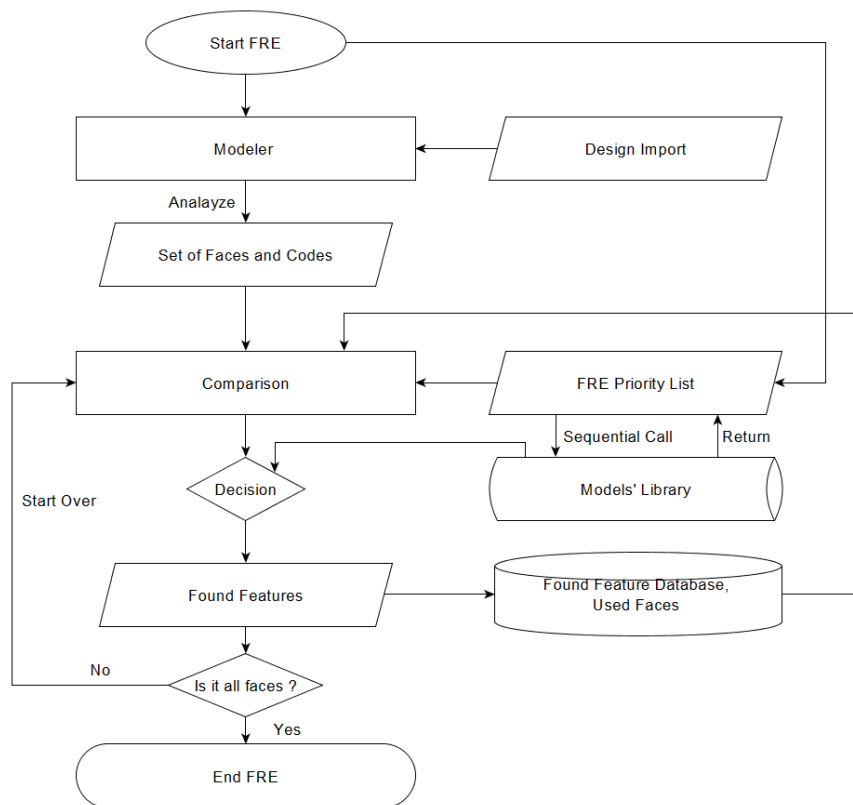 Start FRE
Modeler
Design Import
Analayze
Set of Faces and Codes
Comparison
FRE Priority List
Sequential Call
Return
Decision
Models' Library
Start Over
Found Features
Found Feature Database,
Used Faces
No
Is it all faces ?
Yes
End FRE